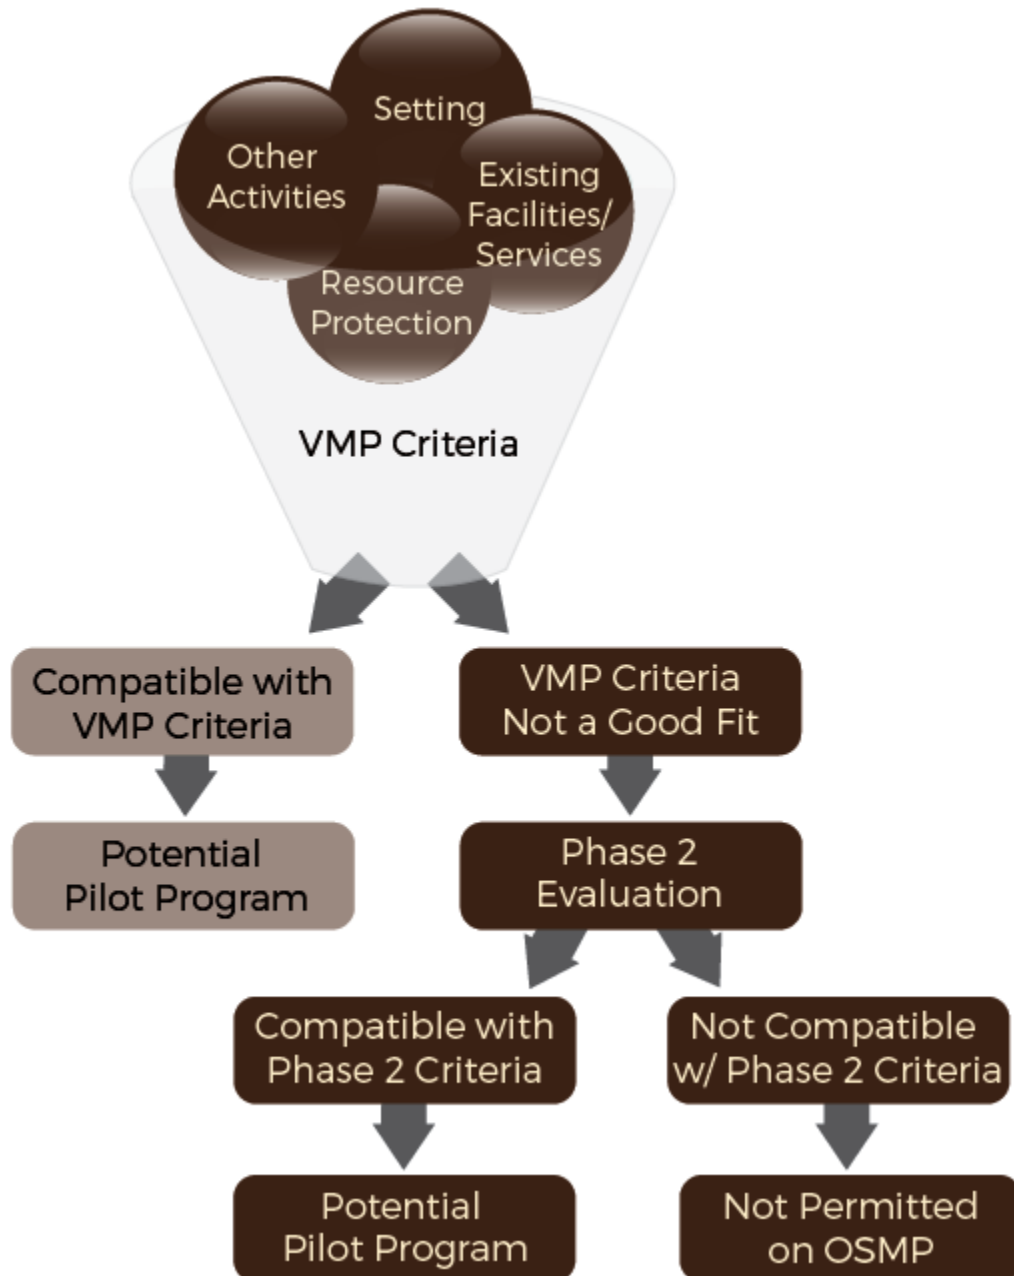 Setting
Other
Activities
Existing
Facilities/
Services
Resource
Protection
VMP Criteria
Compatible with
VMP Criteria
VMP Criteria
Not a Good Fit
Potential
Pilot Program
Phase 2
Evaluation
Compatible with
Phase 2 Criteria
Not Compatible
w/ Phase 2 Criteria
Potential
Pilot Program
Not Permitted
on OSMP